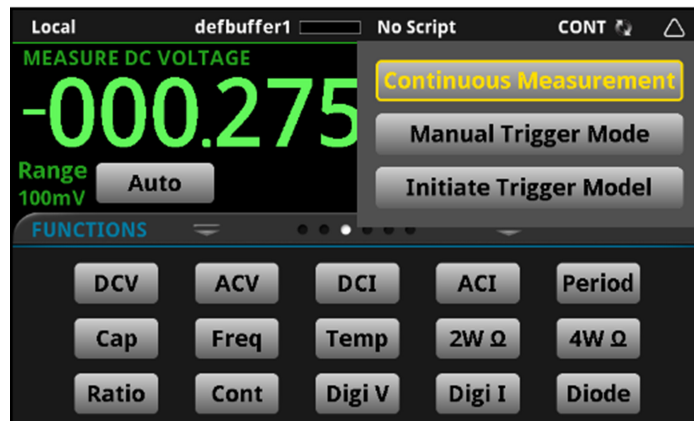 Local defbuffer1 No Script CONT
MEASURE DC VOLTAGE
-000.275
Range
100mV
Auto
Continuous Measurement
Manual Trigger Mode
Initiate Trigger Model
FUNCTIONS
DCV ACV DCI ACI Period
Cap Freq Temp 2W Ω 4W Ω
Ratio Cont Digi V Digi I Diode